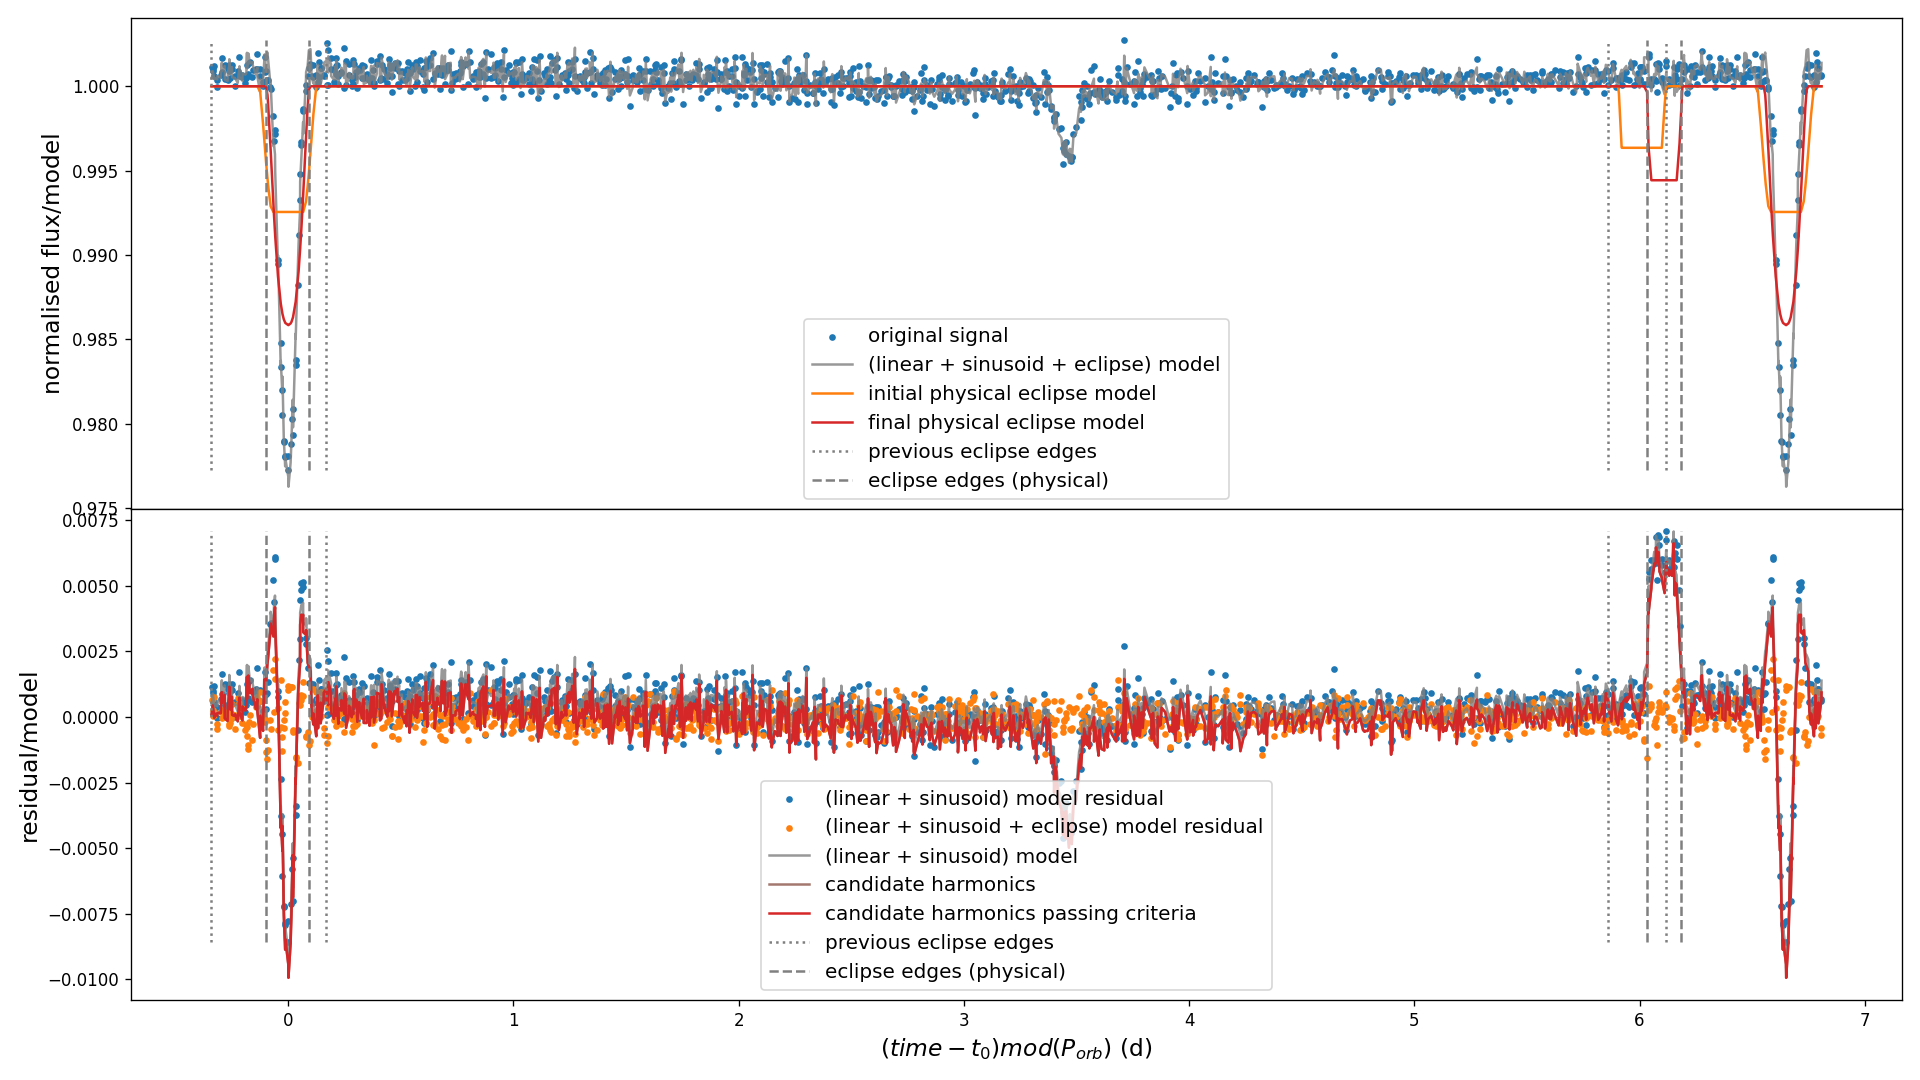 normalised flux/model
1.000
0.995
0.990
0.985
0.980
0.975
original signal
(linear + sinusoid + eclipse) model
initial physical eclipse model
final physical eclipse model
previous eclipse edges
eclipse edges (physical)
residual/model
0.0075
0.0050
0.0025
0.0000
−0.0025
−0.0050
−0.0075
−0.0100
(linear + sinusoid) model residual
(linear + sinusoid + eclipse) model residual
(linear + sinusoid) model
candidate harmonics
candidate harmonics passing criteria
previous eclipse edges
eclipse edges (physical)
0 1 2 3 4 5 6 7
(time − t₀)mod(P_orb) (d)